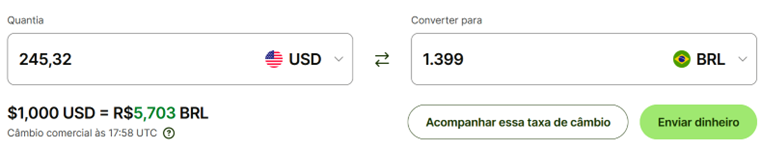 Quantia
Converter para
245,32 USD
1.399 BRL
$1,000 USD = R$5,703 BRL
Câmbio comercial às 17:58 UTC ?
Acompanhar essa taxa de câmbio
Enviar dinheiro